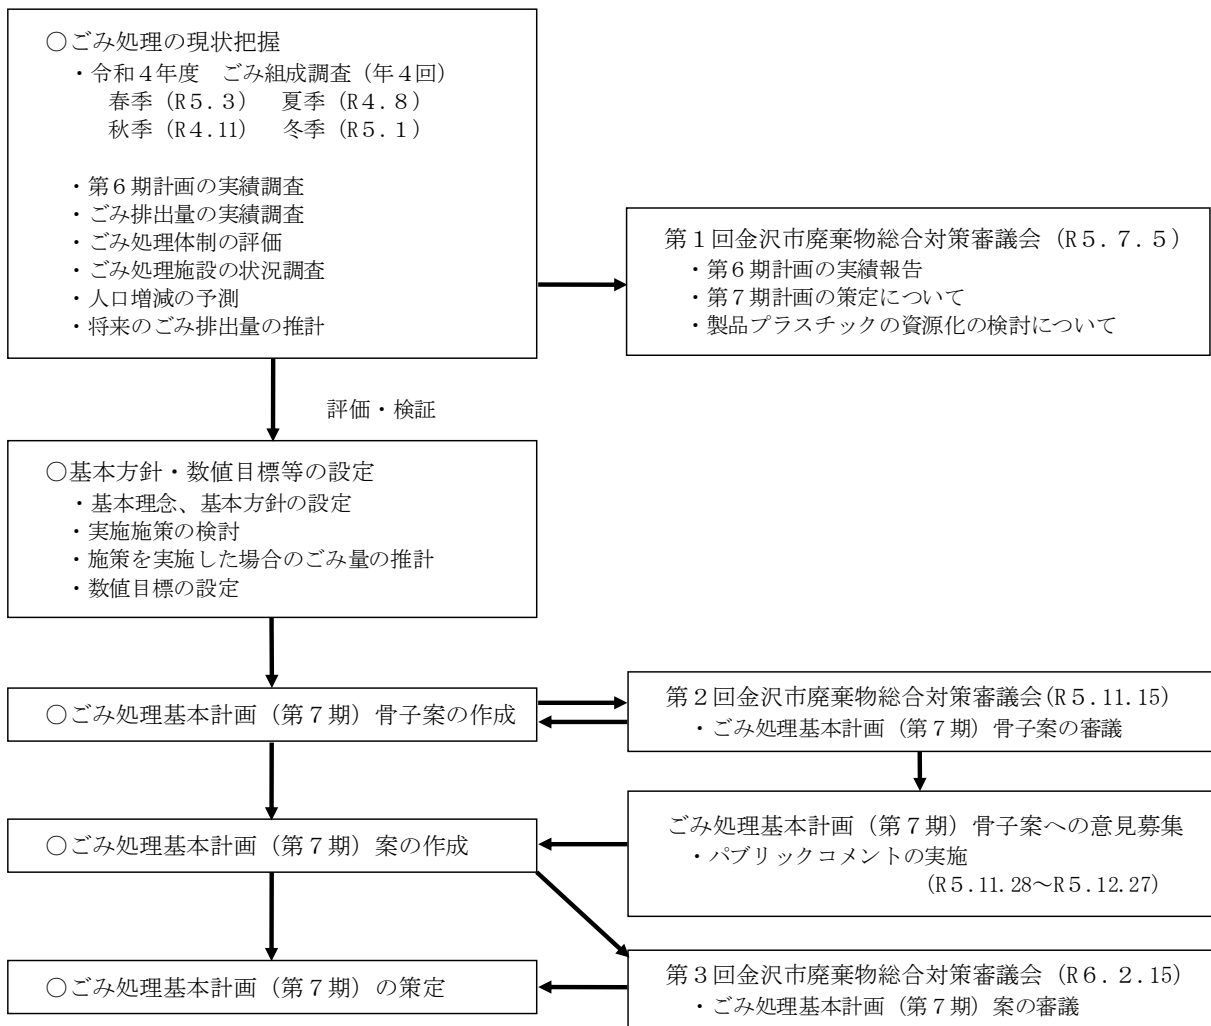 ○ごみ処理の現状把握
・令和４年度　ごみ組成調査（年４回）
春季（R５.３）　夏季（R４.８）
秋季（R４.11）　冬季（R５.１）
・第６期計画の実績調査
・ごみ排出量の実績調査
・ごみ処理体制の評価
・ごみ処理施設の状況調査
・人口増減の予測
・将来のごみ排出量の推計
第１回金沢市廃棄物総合対策審議会（R５.７.５）
・第６期計画の実績報告
・第７期計画の策定について
・製品プラスチックの資源化の検討について
評価・検証
○基本方針・数値目標等の設定
・基本理念、基本方針の設定
・実施施策の検討
・施策を実施した場合のごみ量の推計
・数値目標の設定
○ごみ処理基本計画（第７期）骨子案の作成
第２回金沢市廃棄物総合対策審議会(R５.11.15)
・ごみ処理基本計画（第７期）骨子案の審議
ごみ処理基本計画（第７期）骨子案への意見募集
・パブリックコメントの実施
(R５.11.28～R５.12.27)
○ごみ処理基本計画（第７期）案の作成
○ごみ処理基本計画（第７期）の策定
第３回金沢市廃棄物総合対策審議会（R６.２.15）
・ごみ処理基本計画（第７期）案の審議